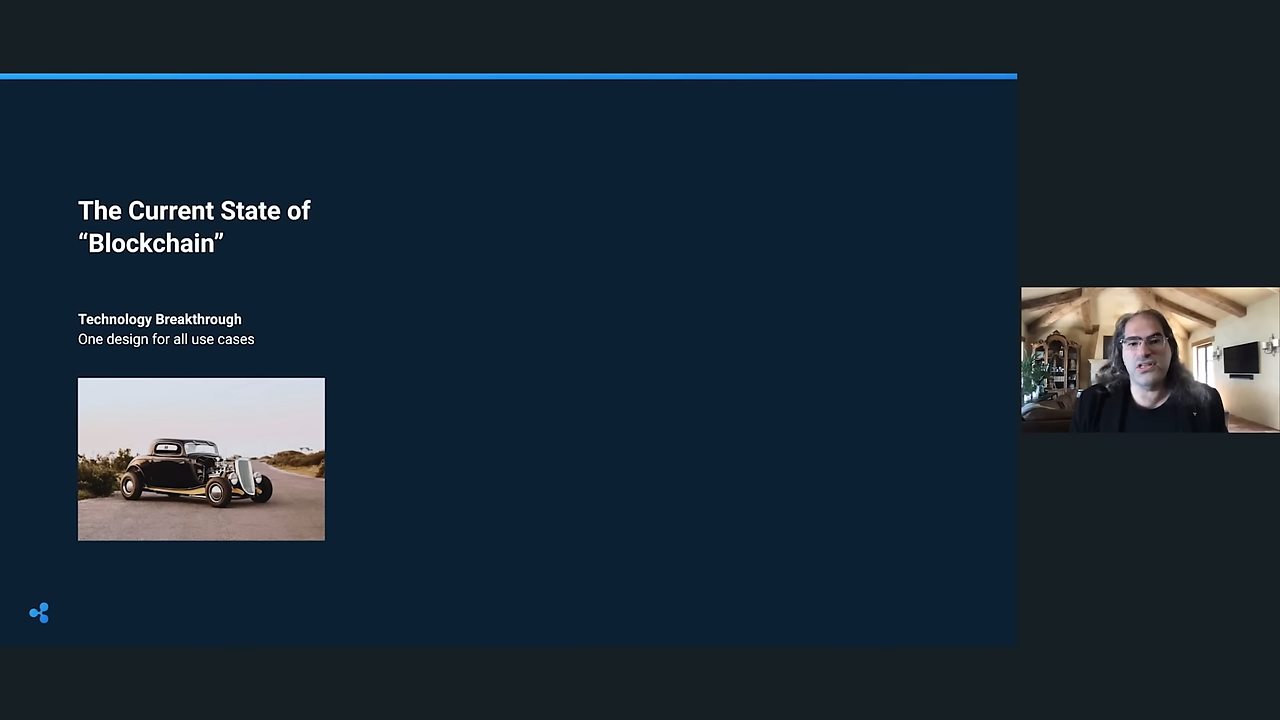 The Current State of
“Blockchain”
Technology Breakthrough
One design for all use cases